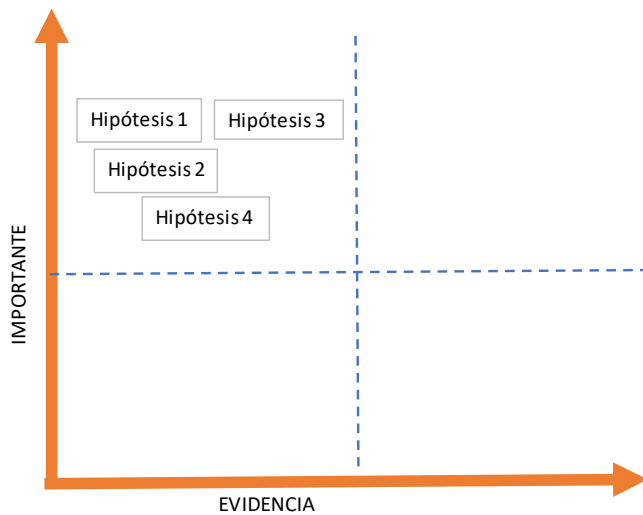 Hipótesis 1
Hipótesis 3
Hipótesis 2
Hipótesis 4
IMPORTANTE
EVIDENCIA